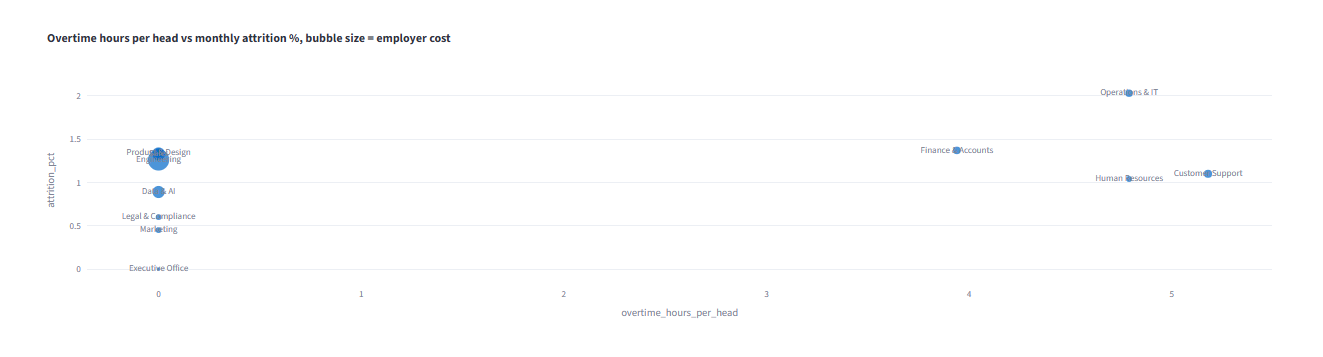 Overtime hours per head vs monthly attrition %, bubble size = employer cost
2
1.5
1
0.5
0
attrition_pct
Operations & IT
Finance & Accounts
Customer Support
Human Resources
Product Design
Engineering
Data & AI
Legal & Compliance
Marketing
Executive Office
0
1
2
3
4
5
overtime_hours_per_head